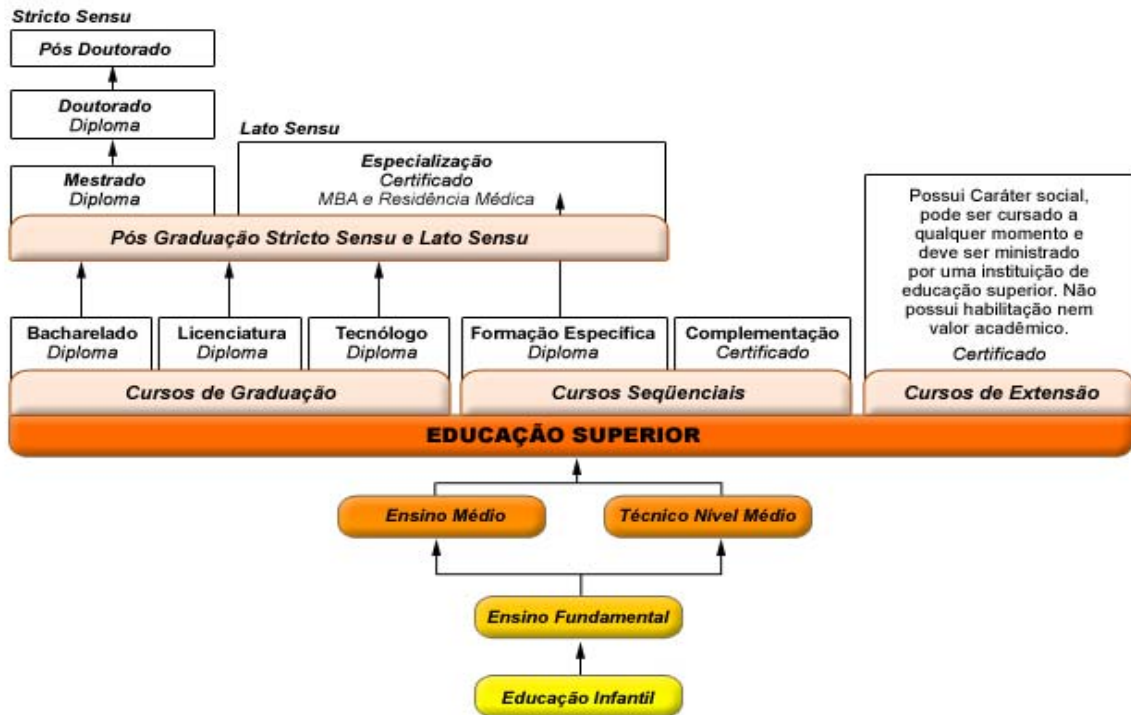 Stricto Sensu
Pós Doutorado
Doutorado
Diploma
Mestrado
Diploma
Lato Sensu
Especialização
Certificado
MBA e Residência Médica
Pós Graduação Stricto Sensu e Lato Sensu
Bacharelado
Diploma
Licenciatura
Diploma
Tecnólogo
Diploma
Cursos de Graduação
Formação Específica
Diploma
Complementação
Certificado
Cursos Seqüenciais
Possui Caráter social,
pode ser cursado a
qualquer momento e
deve ser ministrado
por uma instituição de
educação superior. Não
possui habilitação nem
valor acadêmico.
Certificado
Cursos de Extensão
EDUCAÇÃO SUPERIOR
Ensino Médio
Técnico Nível Médio
Ensino Fundamental
Educação Infantil